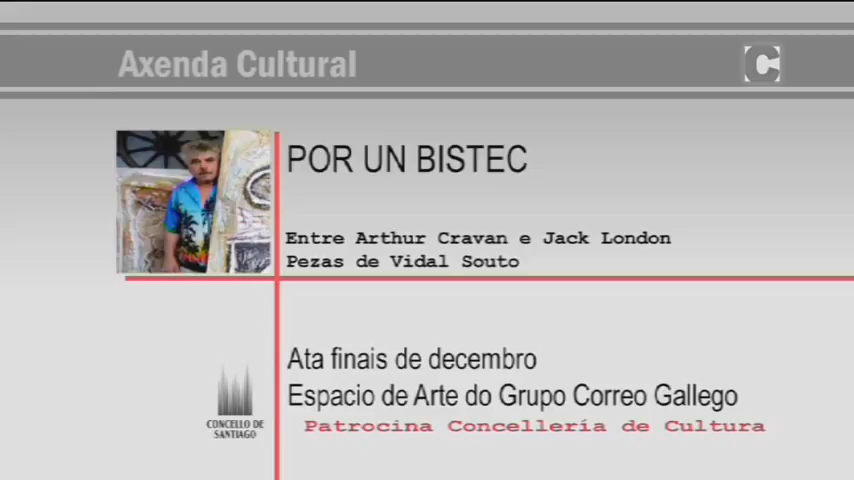 Axenda Cultural
C
POR UN BISTEC
Entre Arthur Cravan e Jack London
Pezas de Vidal Souto
Ata finais de decembro
Espacio de Arte do Grupo Correo Gallego
Patrocina Concellería de Cultura
CONCELLO DE
SANTIAGO